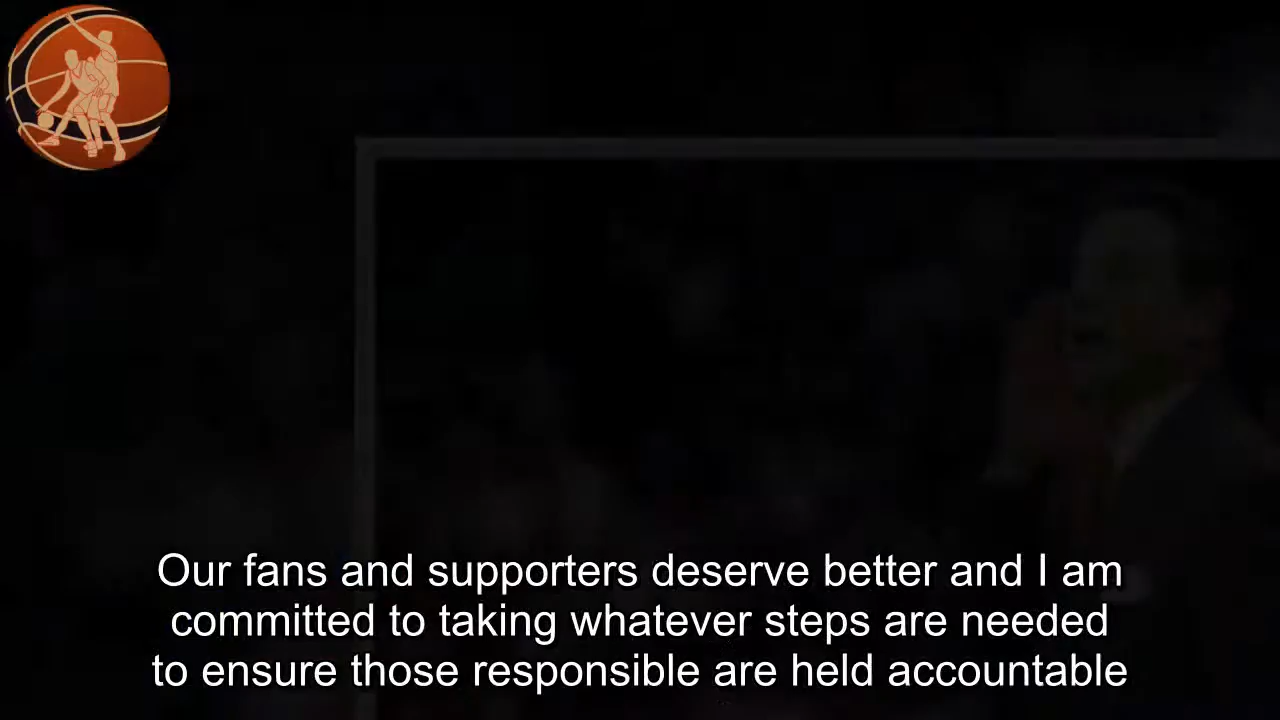 Our fans and supporters deserve better and I am
committed to taking whatever steps are needed
to ensure those responsible are held accountable